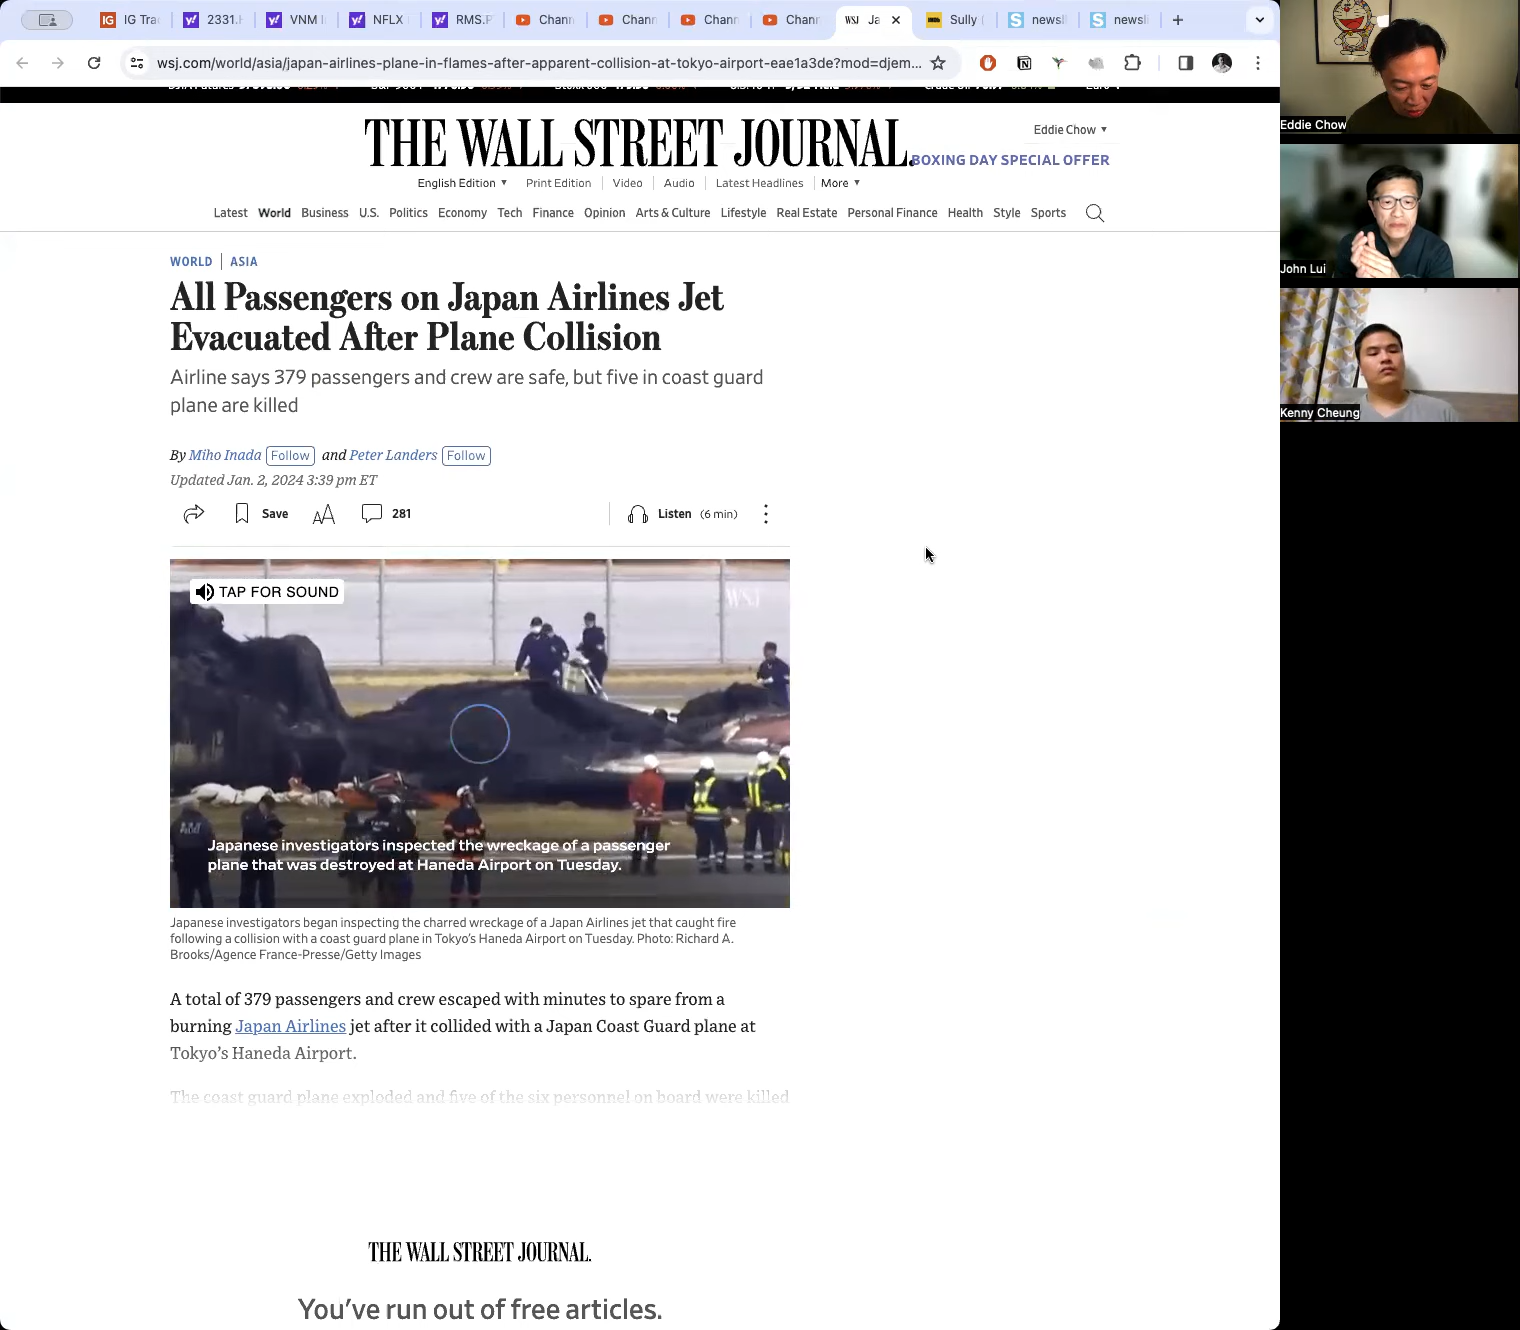 IG Tra
2331.
VNM
NFLX
RMS.
Chann
Chann
Chann
Chann
WSJ
Ja
Sully
newsl
newsl
wsj.com/world/asia/japan-airlines-plane-in-flames-after-apparent-collision-at-tokyo-airport-eae1a3de?mod=djem...
THE WALL STREET JOURNAL.
Eddie Chow
BOXING DAY SPECIAL OFFER
English Edition
Print Edition
Video
Audio
Latest Headlines
More
Latest World Business U.S. Politics Economy Tech Finance Opinion Arts & Culture Lifestyle Real Estate Personal Finance Health Style Sports
WORLD | ASIA
All Passengers on Japan Airlines Jet
Evacuated After Plane Collision
Airline says 379 passengers and crew are safe, but five in coast guard
plane are killed
By Miho Inada Follow and Peter Landers Follow
Updated Jan. 2, 2024 3:39 pm ET
Save
AA
281
Listen (6 min)
TAP FOR SOUND
WSJ
Japanese investigators inspected the wreckage of a passenger
plane that was destroyed at Haneda Airport on Tuesday.
Japanese investigators began inspecting the charred wreckage of a Japan Airlines jet that caught fire
following a collision with a coast guard plane in Tokyo’s Haneda Airport on Tuesday. Photo: Richard A.
Brooks/Agence France-Presse/Getty Images
A total of 379 passengers and crew escaped with minutes to spare from a
burning Japan Airlines jet after it collided with a Japan Coast Guard plane at
Tokyo’s Haneda Airport.
The coast guard plane exploded and five of the six personnel on board were killed
THE WALL STREET JOURNAL.
You’ve run out of free articles.
Eddie Chow
John Lui
Kenny Cheung